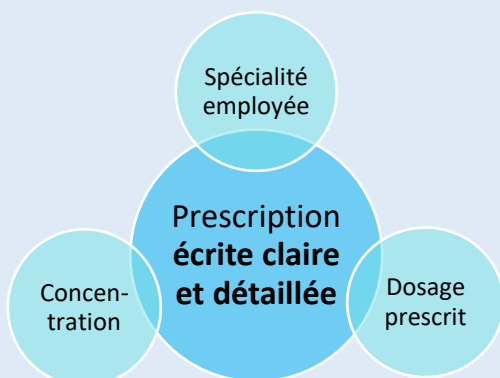 Spécialité
employée
Prescription
écrite claire
et détaillée
Concen-
tration
Dosage
prescrit